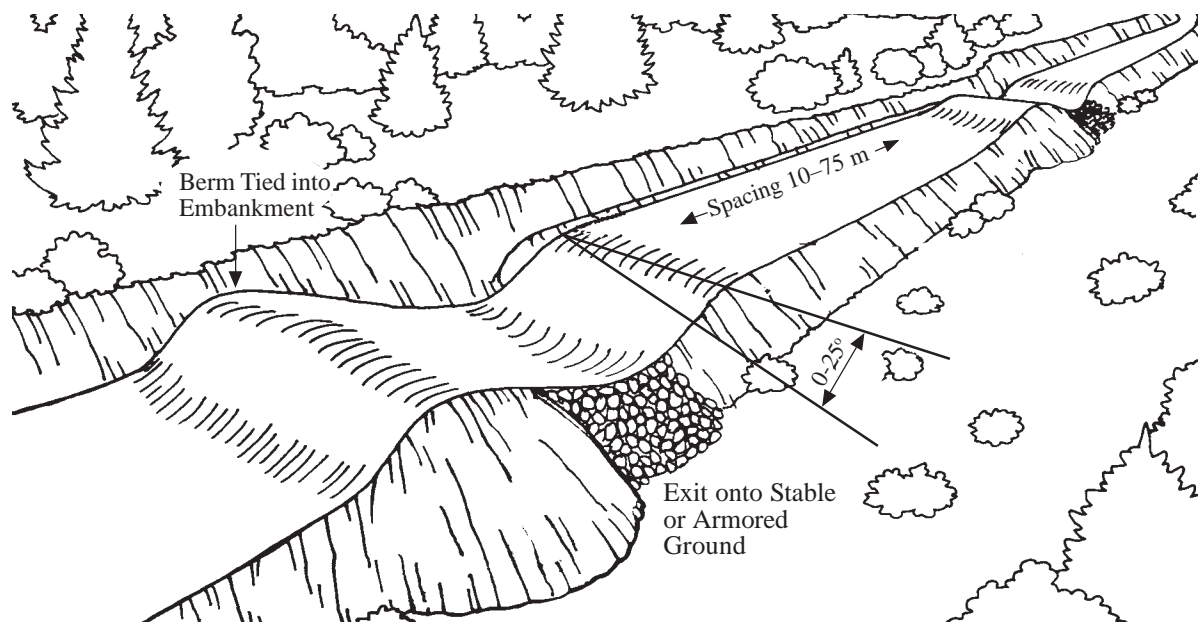 Berm Tied into
Embankment
Spacing 10–75 m
0-25°
Exit onto Stable
or Armored
Ground